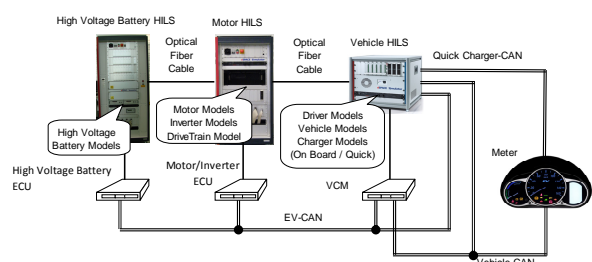 High Voltage Battery HILS
Motor HILS
Optical
Fiber
Cable
Optical
Fiber
Cable
Vehicle HILS
Quick Charger-CAN
High Voltage
Battery Models
Motor Models
Inverter Models
DriveTrain Model
Driver Models
Vehicle Models
Charger Models
(On Board / Quick)
Meter
High Voltage Battery
ECU
Motor/Inverter
ECU
VCM
EV-CAN
Vehicle CAN